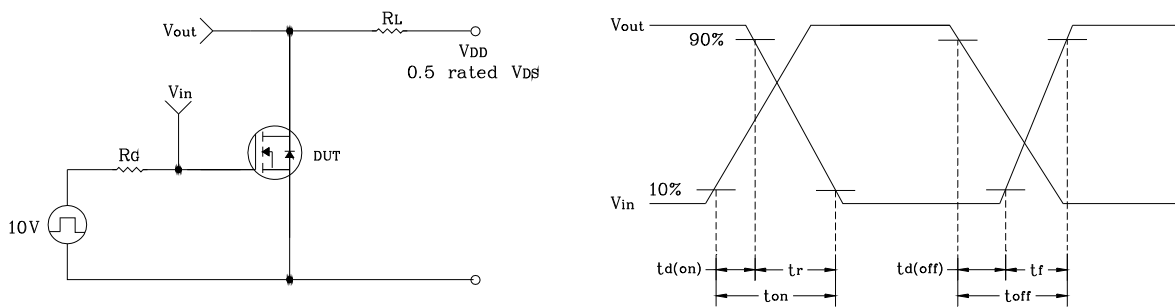 Vout
RL
VDD
0.5 rated VDS
Vin
RG
DUT
10V
Vout
90%
10%
Vin
td(on)
tr
td(off)
tf
ton
toff